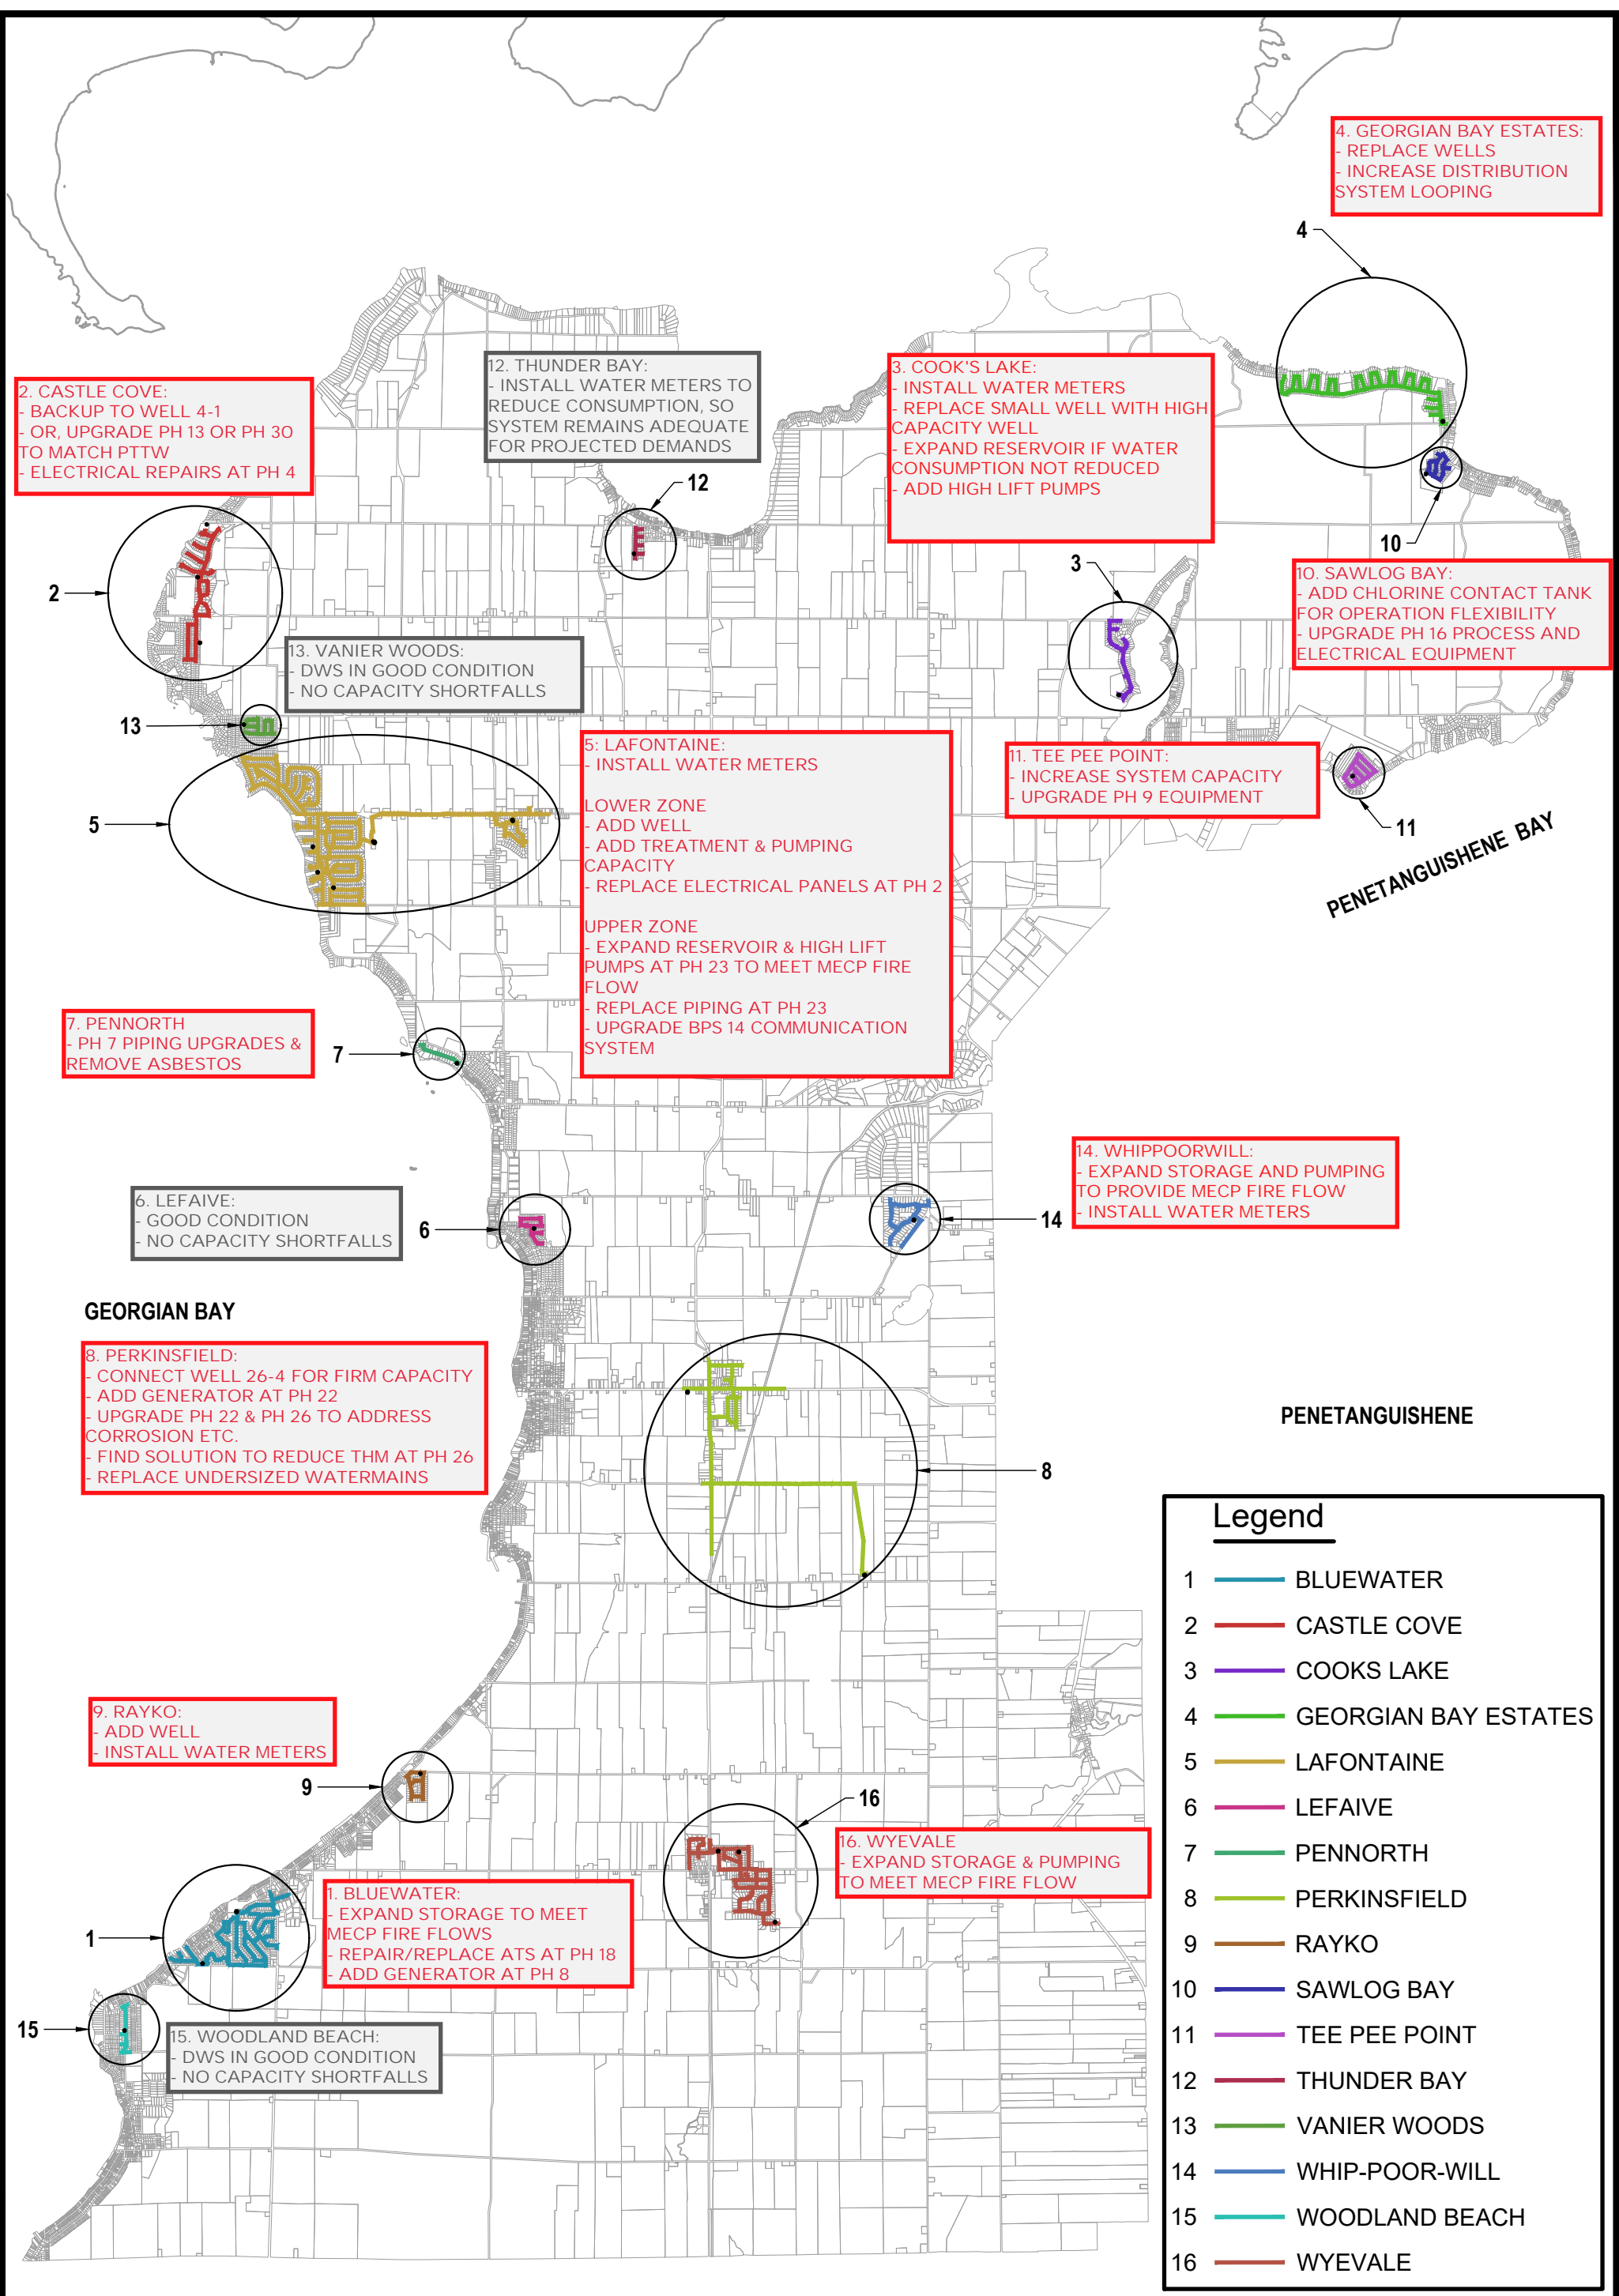 4. GEORGIAN BAY ESTATES:
- REPLACE WELLS
- INCREASE DISTRIBUTION
SYSTEM LOOPING
4
12. THUNDER BAY:
- INSTALL WATER METERS TO
REDUCE CONSUMPTION, SO
SYSTEM REMAINS ADEQUATE
FOR PROJECTED DEMANDS
12
3. COOK'S LAKE:
- INSTALL WATER METERS
- REPLACE SMALL WELL WITH HIGH
CAPACITY WELL
- EXPAND RESERVOIR IF WATER
CONSUMPTION NOT REDUCED
- ADD HIGH LIFT PUMPS
3
2. CASTLE COVE:
- BACKUP TO WELL 4-1
- OR, UPGRADE PH 13 OR PH 30
TO MATCH PTTW
- ELECTRICAL REPAIRS AT PH 4
2
10
10. SAWLOG BAY:
- ADD CHLORINE CONTACT TANK
FOR OPERATION FLEXIBILITY
- UPGRADE PH 16 PROCESS AND
ELECTRICAL EQUIPMENT
13. VANIER WOODS:
- DWS IN GOOD CONDITION
- NO CAPACITY SHORTFALLS
13
5: LAFONTAINE:
- INSTALL WATER METERS
LOWER ZONE
- ADD WELL
- ADD TREATMENT & PUMPING
CAPACITY
- REPLACE ELECTRICAL PANELS AT PH 2
UPPER ZONE
- EXPAND RESERVOIR & HIGH LIFT
PUMPS AT PH 23 TO MEET MECP FIRE
FLOW
- REPLACE PIPING AT PH 23
- UPGRADE BPS 14 COMMUNICATION
SYSTEM
5
11. TEE PEE POINT:
- INCREASE SYSTEM CAPACITY
- UPGRADE PH 9 EQUIPMENT
11
PENETANGUISHENE BAY
7. PENNORTH
- PH 7 PIPING UPGRADES &
REMOVE ASBESTOS
7
14. WHIPPOORWILL:
- EXPAND STORAGE AND PUMPING
TO PROVIDE MECP FIRE FLOW
- INSTALL WATER METERS
14
6. LEFAIVE:
- GOOD CONDITION
- NO CAPACITY SHORTFALLS
6
GEORGIAN BAY
8. PERKINSFIELD:
- CONNECT WELL 26-4 FOR FIRM CAPACITY
- ADD GENERATOR AT PH 22
- UPGRADE PH 22 & PH 26 TO ADDRESS
CORROSION ETC.
- FIND SOLUTION TO REDUCE THM AT PH 26
- REPLACE UNDERSIZED WATERMAINS
8
PENETANGUISHENE
9. RAYKO:
- ADD WELL
- INSTALL WATER METERS
9
16
16. WYEVALE
- EXPAND STORAGE & PUMPING
TO MEET MECP FIRE FLOW
1. BLUEWATER:
- EXPAND STORAGE TO MEET
MECP FIRE FLOWS
- REPAIR/REPLACE ATS AT PH 18
- ADD GENERATOR AT PH 8
1
15
15. WOODLAND BEACH:
- DWS IN GOOD CONDITION
- NO CAPACITY SHORTFALLS
Legend
1 BLUEWATER
2 CASTLE COVE
3 COOKS LAKE
4 GEORGIAN BAY ESTATES
5 LAFONTAINE
6 LEFAIVE
7 PENNORTH
8 PERKINSFIELD
9 RAYKO
10 SAWLOG BAY
11 TEE PEE POINT
12 THUNDER BAY
13 VANIER WOODS
14 WHIP-POOR-WILL
15 WOODLAND BEACH
16 WYEVALE